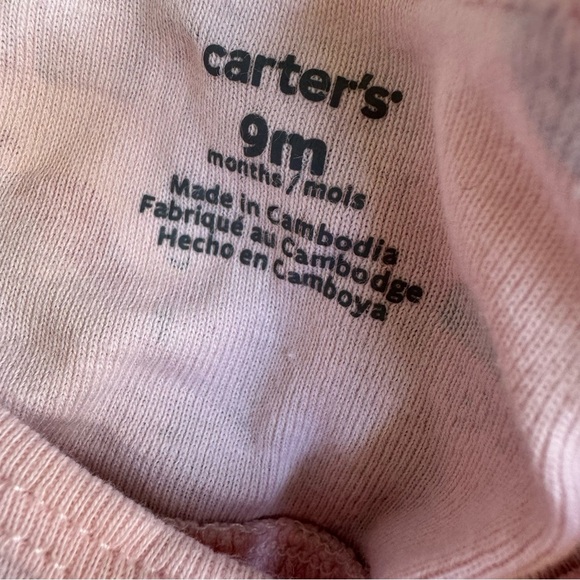 carter's
9m
months / mois
Made in Cambodia
Fabriqué au Cambodge
Hecho en Camboya